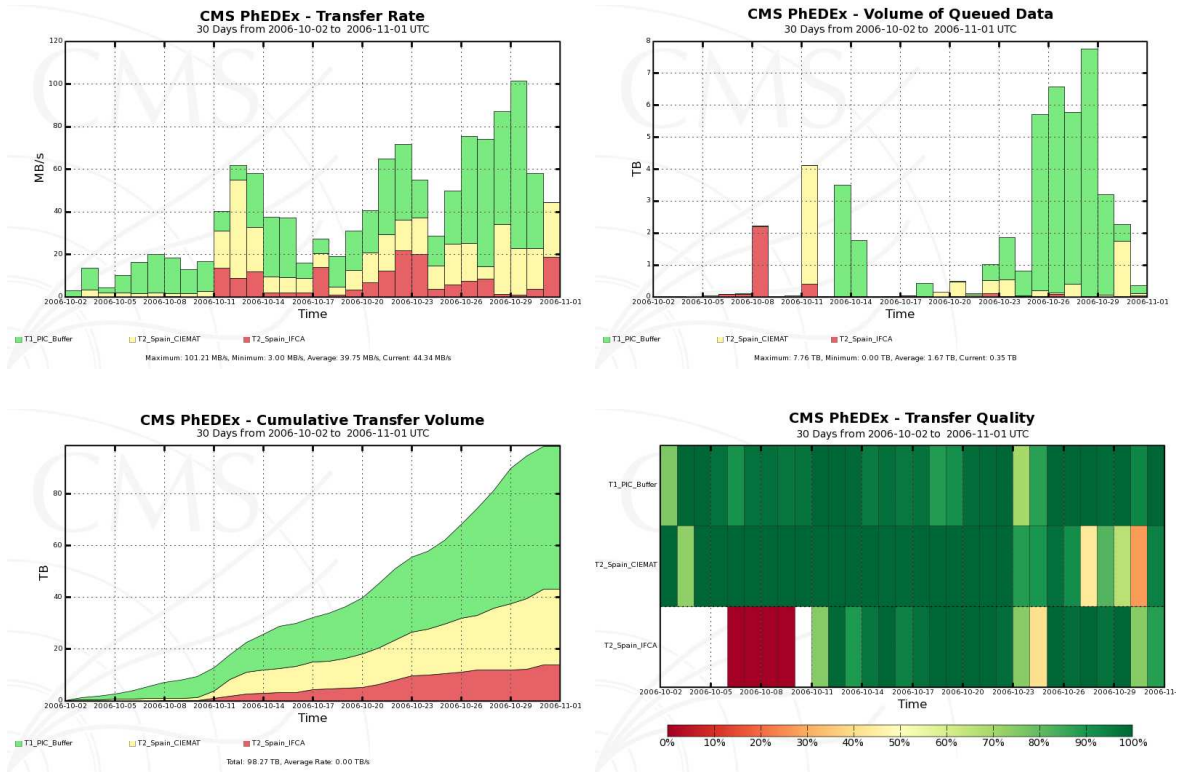 CMS PhEDEx - Transfer Rate
30 Days from 2006-10-02 to 2006-11-01 UTC
120
100
80
60
40
20
0
MB/s
2006-10-02 2006-10-05 2006-10-08 2006-10-11 2006-10-14 2006-10-17 2006-10-20 2006-10-23 2006-10-26 2006-10-29 2006-11-01
Time
T1_PIC_Buffer T2_Spain_CIEMAT T2_Spain_IFCA
Maximum: 101.21 MB/s, Minimum: 3.00 MB/s, Average: 39.75 MB/s, Current: 44.34 MB/s
CMS
CMS PhEDEx - Volume of Queued Data
30 Days from 2006-10-02 to 2006-11-01 UTC
8
7
6
5
4
3
2
1
0
TB
2006-10-02 2006-10-05 2006-10-08 2006-10-11 2006-10-14 2006-10-17 2006-10-20 2006-10-23 2006-10-26 2006-10-29 2006-11-01
Time
T1_PIC_Buffer T2_Spain_CIEMAT T2_Spain_IFCA
Maximum: 7.76 TB, Minimum: 0.00 TB, Average: 1.67 TB, Current: 0.35 TB
CMS
CMS PhEDEx - Cumulative Transfer Volume
30 Days from 2006-10-02 to 2006-11-01 UTC
80
60
40
20
0
TB
2006-10-02 2006-10-05 2006-10-08 2006-10-11 2006-10-14 2006-10-17 2006-10-20 2006-10-23 2006-10-26 2006-10-29 2006-11-01
Time
T1_PIC_Buffer T2_Spain_CIEMAT T2_Spain_IFCA
Total: 98.27 TB, Average Rate: 0.00 TB/s
CMS
CMS PhEDEx - Transfer Quality
30 Days from 2006-10-02 to 2006-11-01 UTC
T1_PIC_Buffer
T2_Spain_CIEMAT
T2_Spain_IFCA
2006-10-02 2006-10-05 2006-10-08 2006-10-11 2006-10-14 2006-10-17 2006-10-20 2006-10-23 2006-10-26 2006-10-29 2006-11-
Time
0% 10% 20% 30% 40% 50% 60% 70% 80% 90% 100%